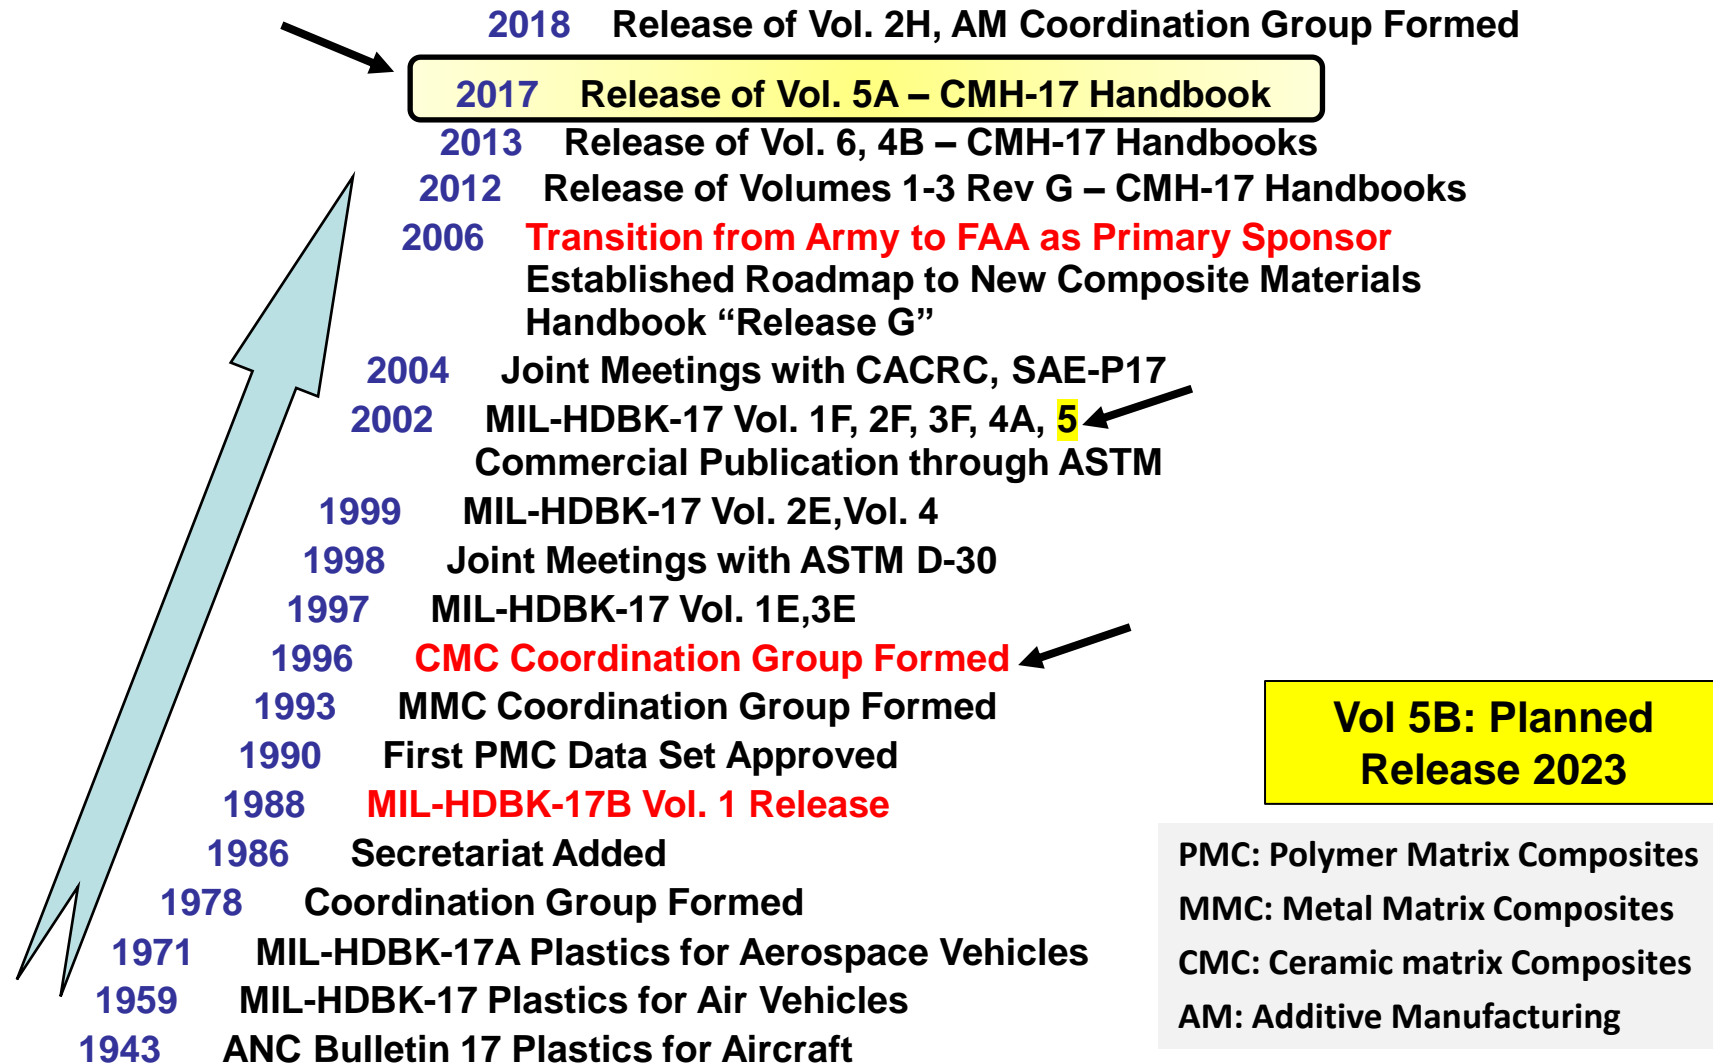 2018 Release of Vol. 2H, AM Coordination Group Formed
2017 Release of Vol. 5A – CMH-17 Handbook
2013 Release of Vol. 6, 4B – CMH-17 Handbooks
2012 Release of Volumes 1-3 Rev G – CMH-17 Handbooks
2006 Transition from Army to FAA as Primary Sponsor
Established Roadmap to New Composite Materials
Handbook “Release G”
2004 Joint Meetings with CACRC, SAE-P17
2002 MIL-HDBK-17 Vol. 1F, 2F, 3F, 4A, 5
Commercial Publication through ASTM
1999 MIL-HDBK-17 Vol. 2E,Vol. 4
1998 Joint Meetings with ASTM D-30
1997 MIL-HDBK-17 Vol. 1E,3E
1996 CMC Coordination Group Formed
1993 MMC Coordination Group Formed
1990 First PMC Data Set Approved
1988 MIL-HDBK-17B Vol. 1 Release
1986 Secretariat Added
1978 Coordination Group Formed
1971 MIL-HDBK-17A Plastics for Aerospace Vehicles
1959 MIL-HDBK-17 Plastics for Air Vehicles
1943 ANC Bulletin 17 Plastics for Aircraft
Vol 5B: Planned
Release 2023
PMC: Polymer Matrix Composites
MMC: Metal Matrix Composites
CMC: Ceramic matrix Composites
AM: Additive Manufacturing